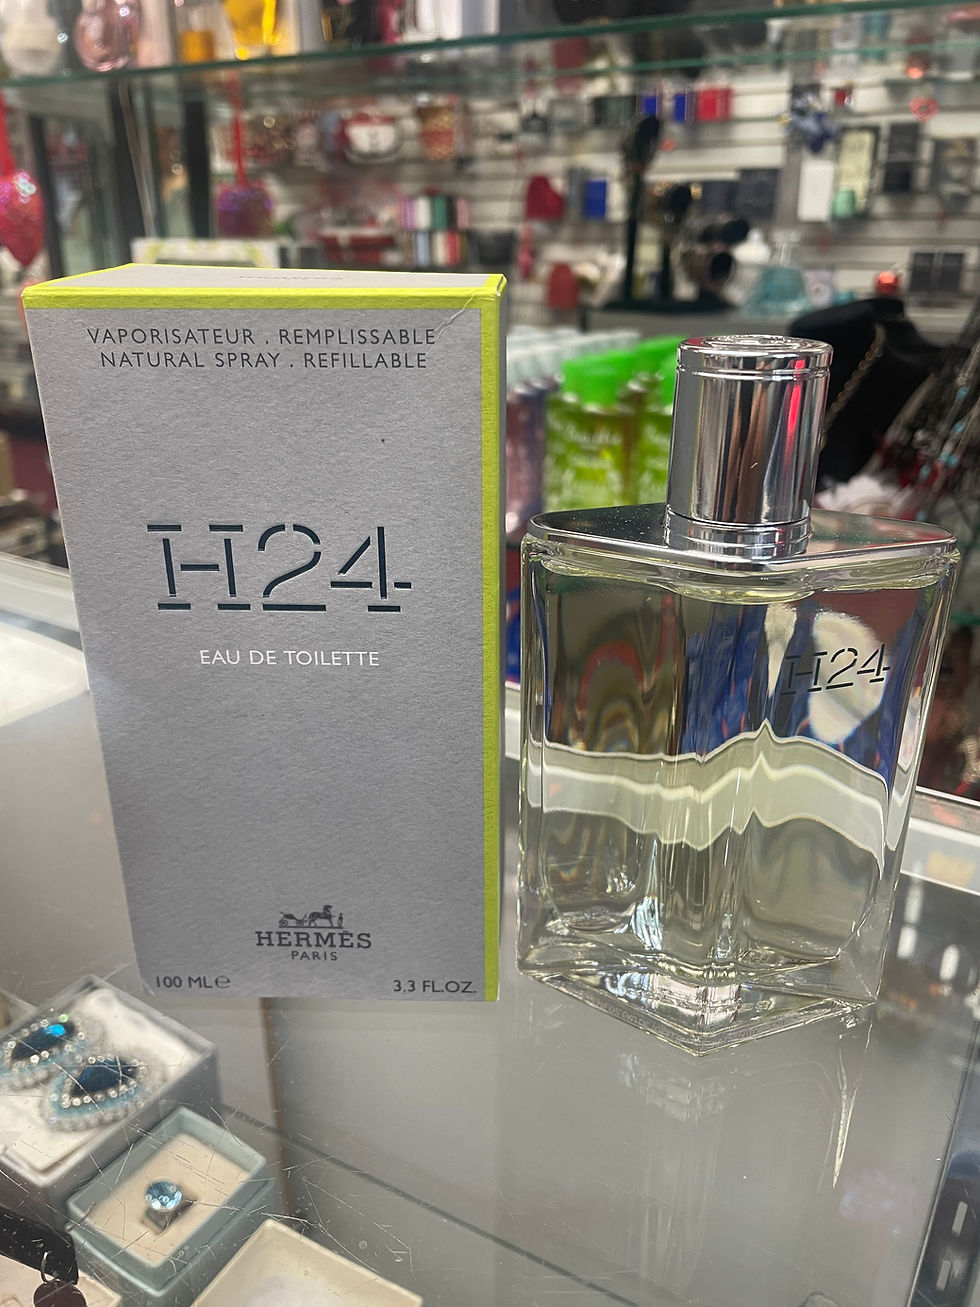 VAPORISATEUR . REMPLISSABLE
NATURAL SPRAY . REFILLABLE
H24
EAU DE TOILETTE
HERMÈS
PARIS
100 ML℮
3.3 FL.OZ.
H24